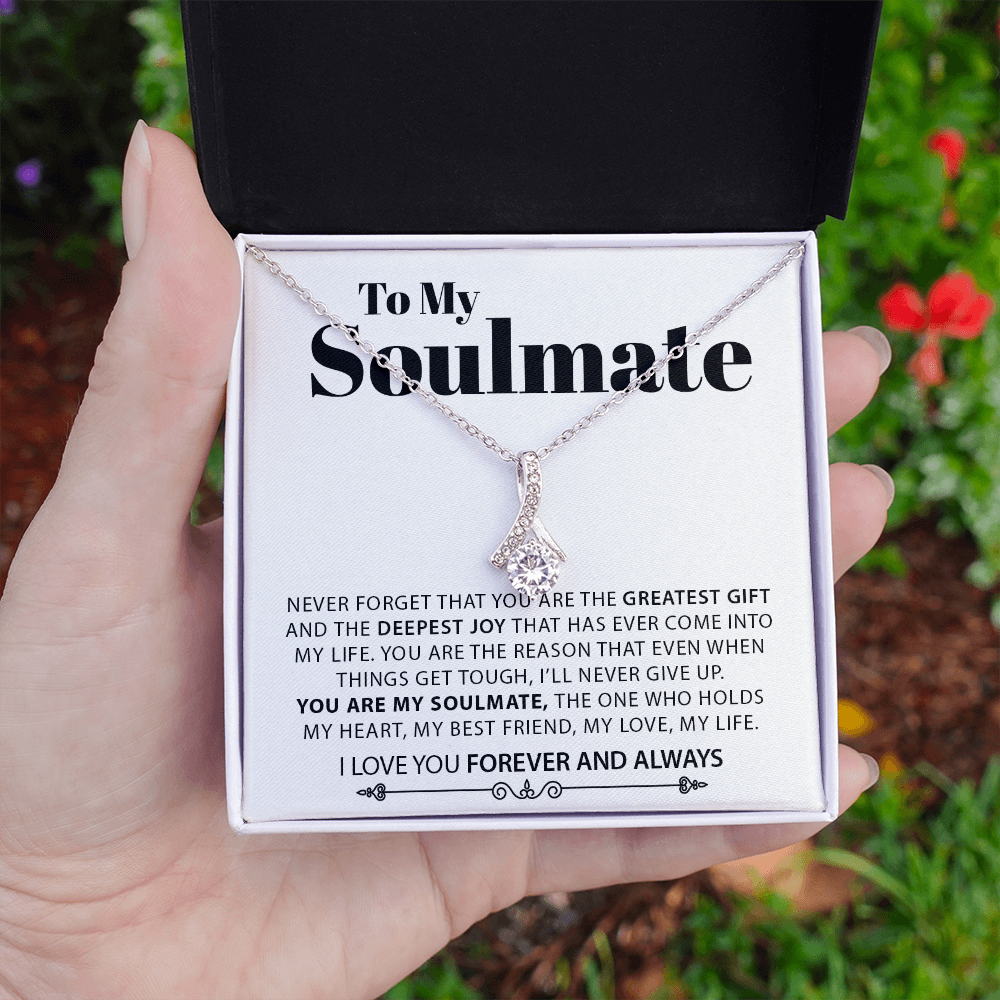 To My
Soulmate
NEVER FORGET THAT YOU ARE THE GREATEST GIFT
AND THE DEEPEST JOY THAT HAS EVER COME INTO
MY LIFE. YOU ARE THE REASON THAT EVEN WHEN
THINGS GET TOUGH, I'LL NEVER GIVE UP.
YOU ARE MY SOULMATE, THE ONE WHO HOLDS
MY HEART, MY BEST FRIEND, MY LOVE, MY LIFE.
I LOVE YOU FOREVER AND ALWAYS